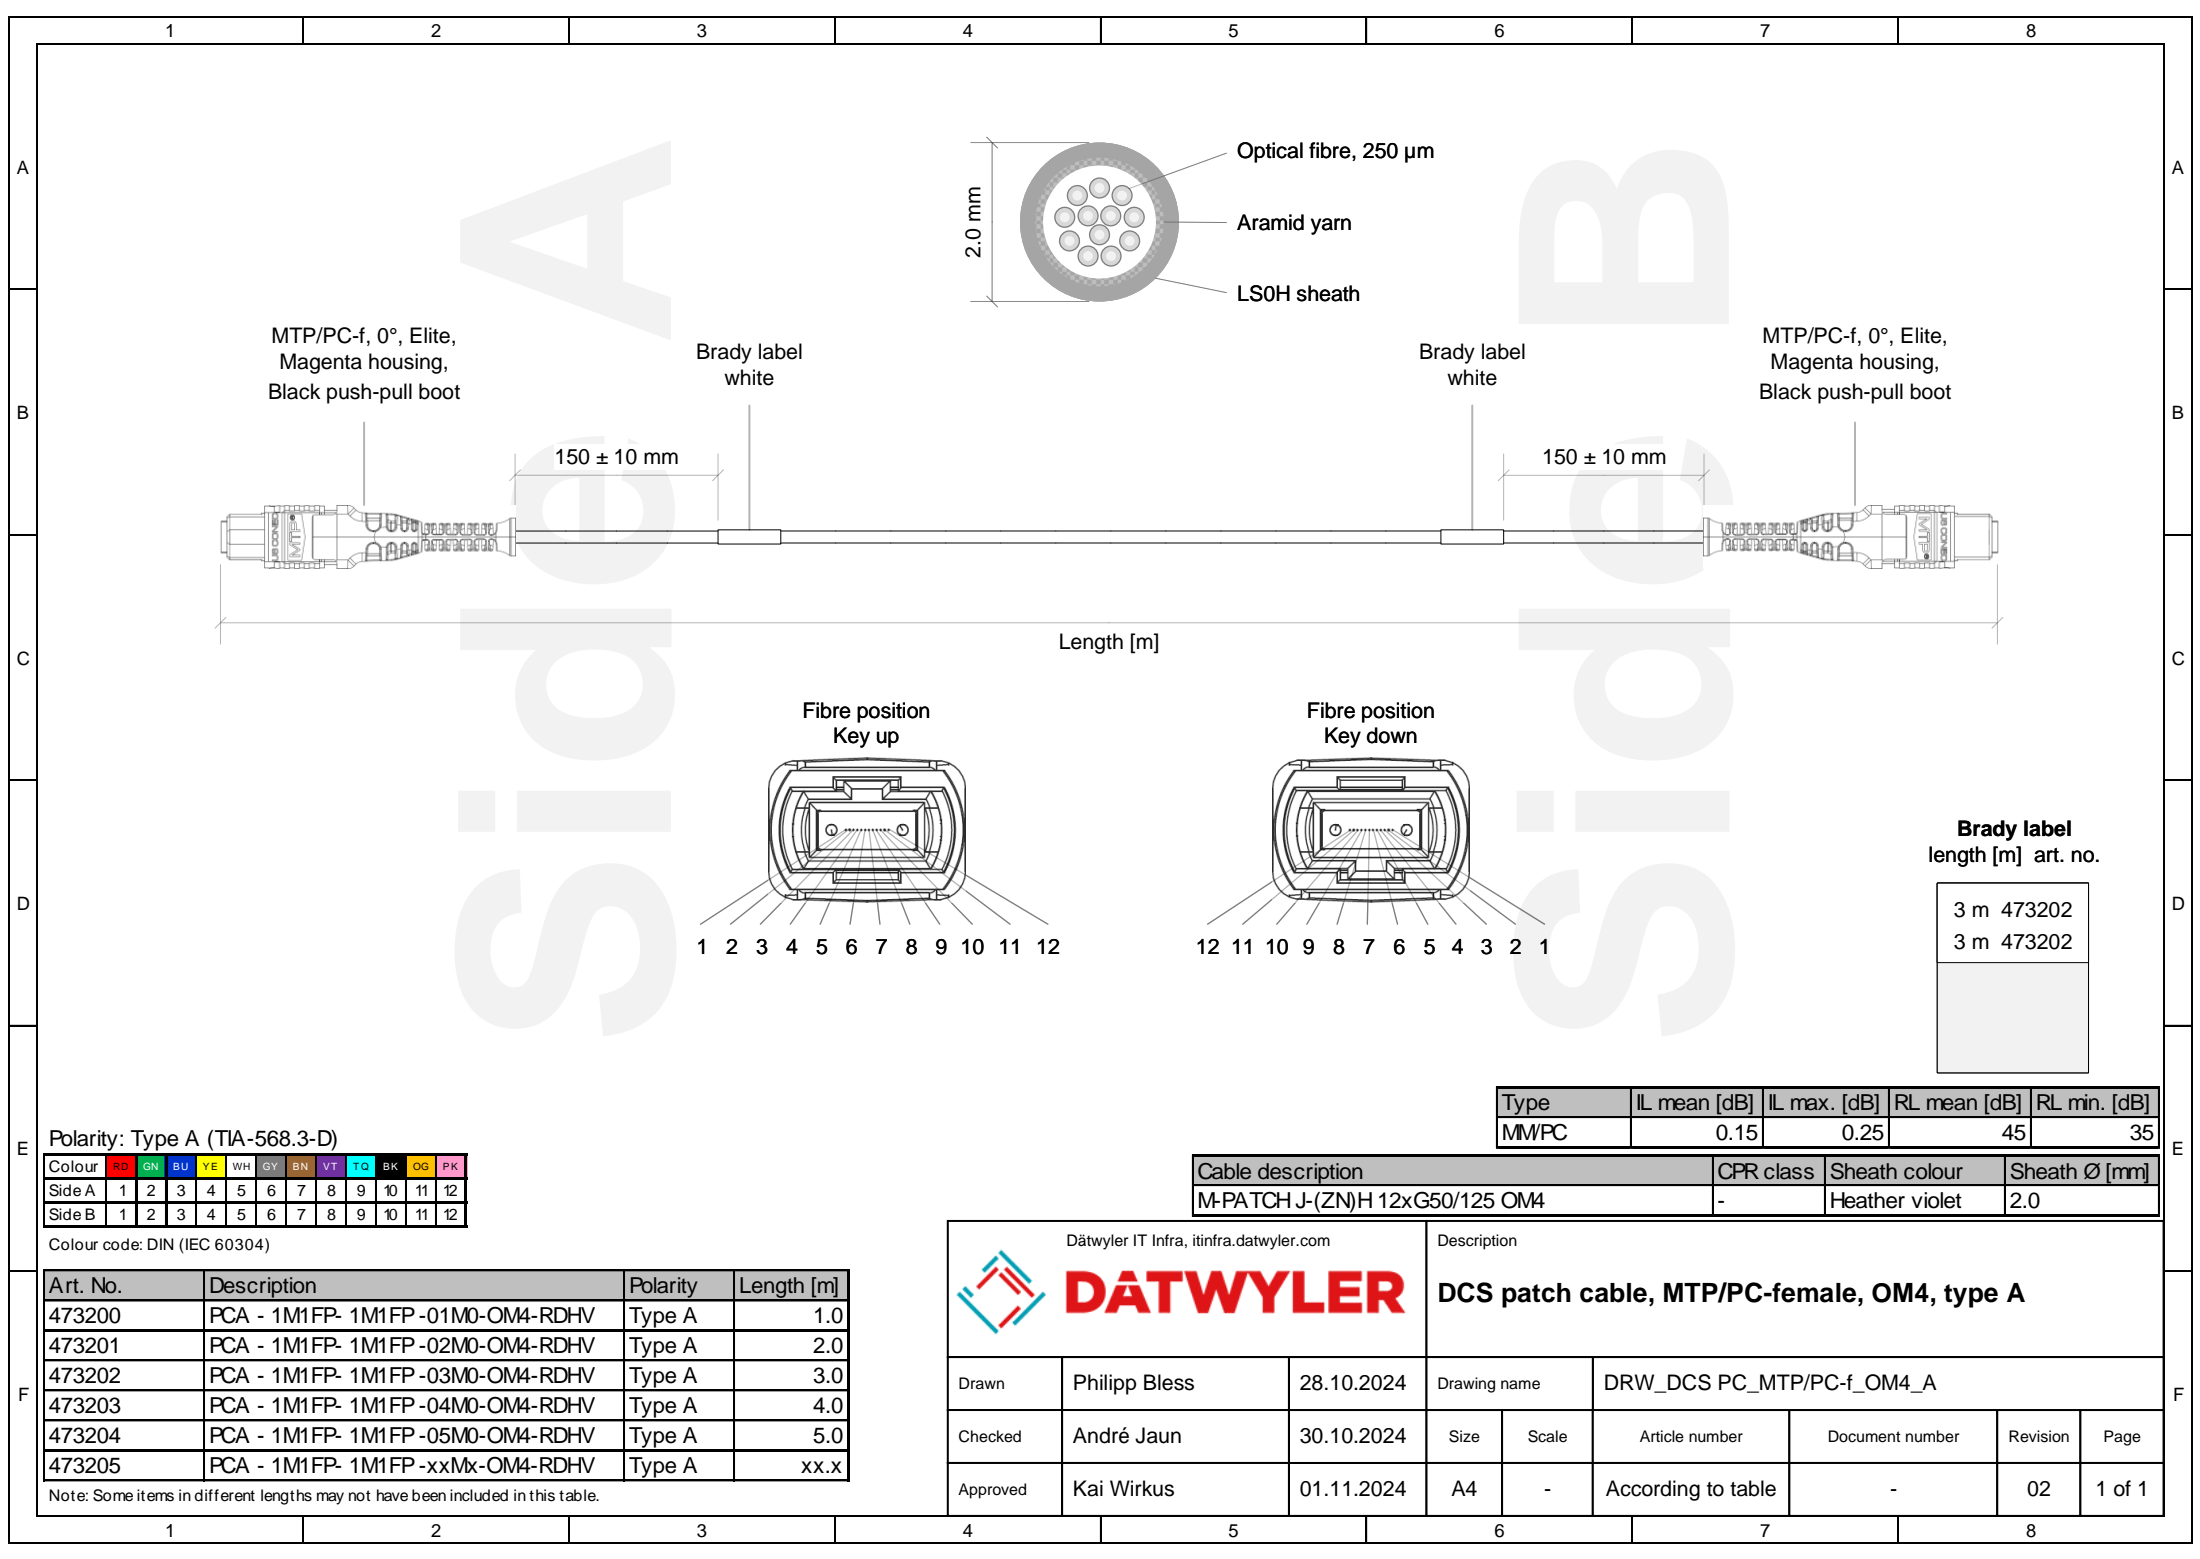 1 2 3 4 5 6 7 8
A A
B B
C C
D D
E E
F F
Side A
Side B
Optical fibre, 250 µm
Aramid yarn
LS0H sheath
2.0 mm
MTP/PC-f, 0°, Elite,
Magenta housing,
Black push-pull boot
Brady label
white
Brady label
white
MTP/PC-f, 0°, Elite,
Magenta housing,
Black push-pull boot
150 ± 10 mm
150 ± 10 mm
MTP®
MTP®
Length [m]
Fibre position
Key up
1 2 3 4 5 6 7 8 9 10 11 12
Fibre position
Key down
12 11 10 9 8 7 6 5 4 3 2 1
Brady label
length [m] art. no.
3 m 473202
3 m 473202
Type IL mean [dB] IL max. [dB] RL mean [dB] RL min. [dB]
MM/PC 0.15 0.25 45 35
Cable description CPR class Sheath colour Sheath Ø [mm]
M-PATCH J-(ZN)H 12xG50/125 OM4 - Heather violet 2.0
Polarity: Type A (TIA-568.3-D)
Colour RD GN BU YE WH GY BN VT TQ BK OG PK
Side A 1 2 3 4 5 6 7 8 9 10 11 12
Side B 1 2 3 4 5 6 7 8 9 10 11 12
Colour code: DIN (IEC 60304)
Art. No. Description Polarity Length [m]
473200 PCA - 1M1FP- 1M1FP -01M0-OM4-RDHV Type A 1.0
473201 PCA - 1M1FP- 1M1FP -02M0-OM4-RDHV Type A 2.0
473202 PCA - 1M1FP- 1M1FP -03M0-OM4-RDHV Type A 3.0
473203 PCA - 1M1FP- 1M1FP -04M0-OM4-RDHV Type A 4.0
473204 PCA - 1M1FP- 1M1FP -05M0-OM4-RDHV Type A 5.0
473205 PCA - 1M1FP- 1M1FP -xxMx-OM4-RDHV Type A xx.x
Note: Some items in different lengths may not have been included in this table.
Dätwyler IT Infra, itinfra.datwyler.com
DÄTWYLER
Description
DCS patch cable, MTP/PC-female, OM4, type A
Drawn Philipp Bless 28.10.2024 Drawing name DRW_DCS PC_MTP/PC-f_OM4_A
Checked André Jaun 30.10.2024 Size Scale Article number Document number Revision Page
Approved Kai Wirkus 01.11.2024 A4 - According to table - 02 1 of 1
1 2 3 4 5 6 7 8